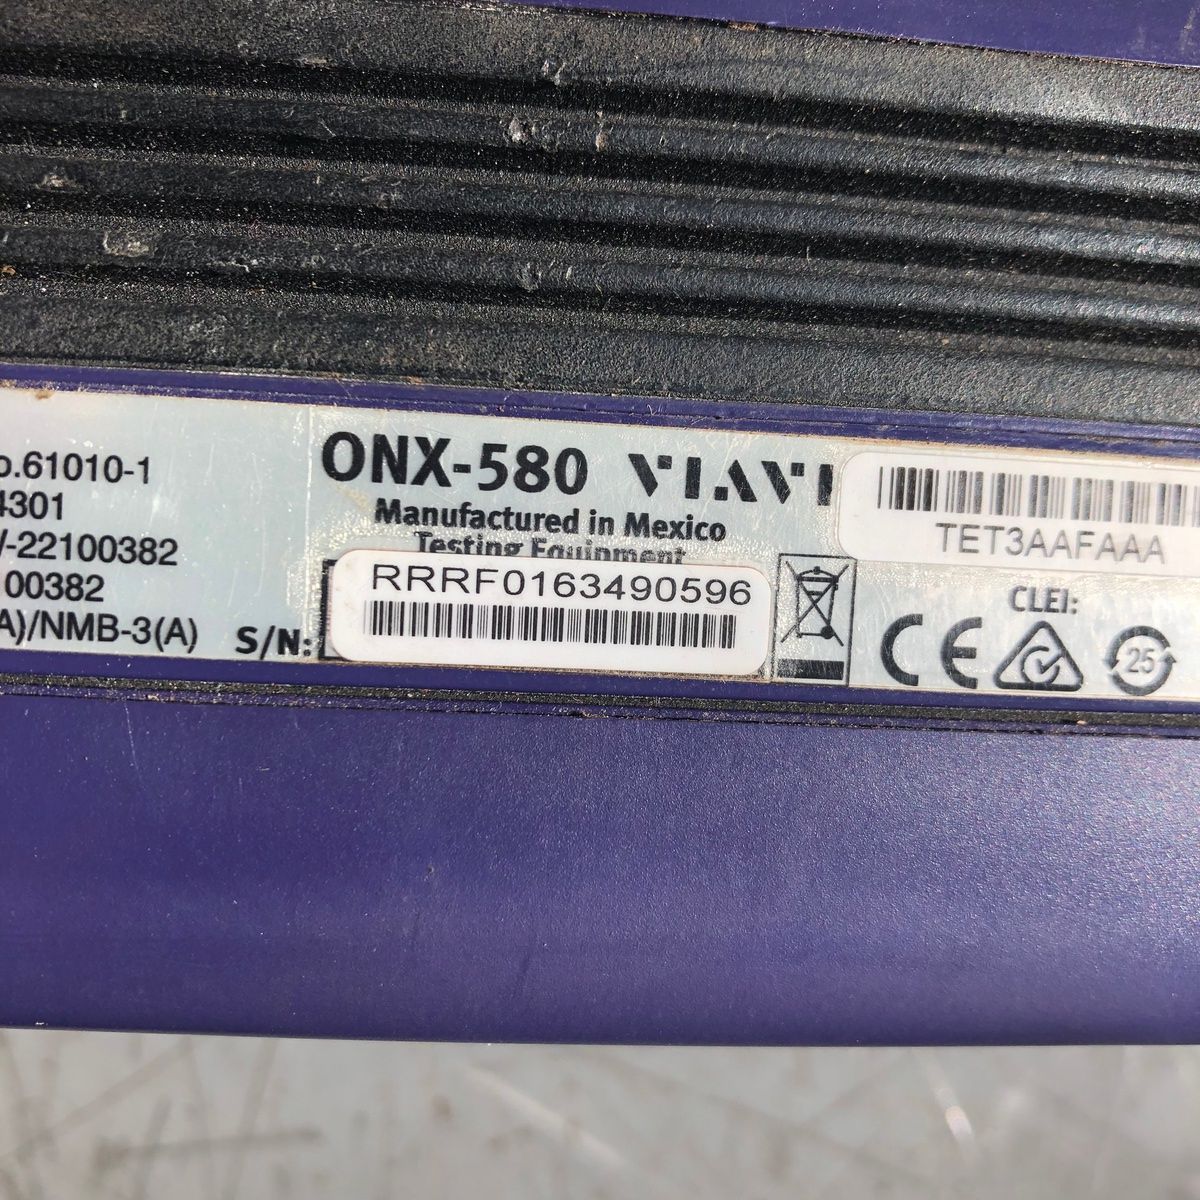 o.61010-1
4301
/-22100382
100382
A)/NMB-3(A)
ONX-580 VIAVI
Manufactured in Mexico
Testing Equipment
S/N: RRRF0163490596
TET3AAFAAA
CLEI:
CE
25